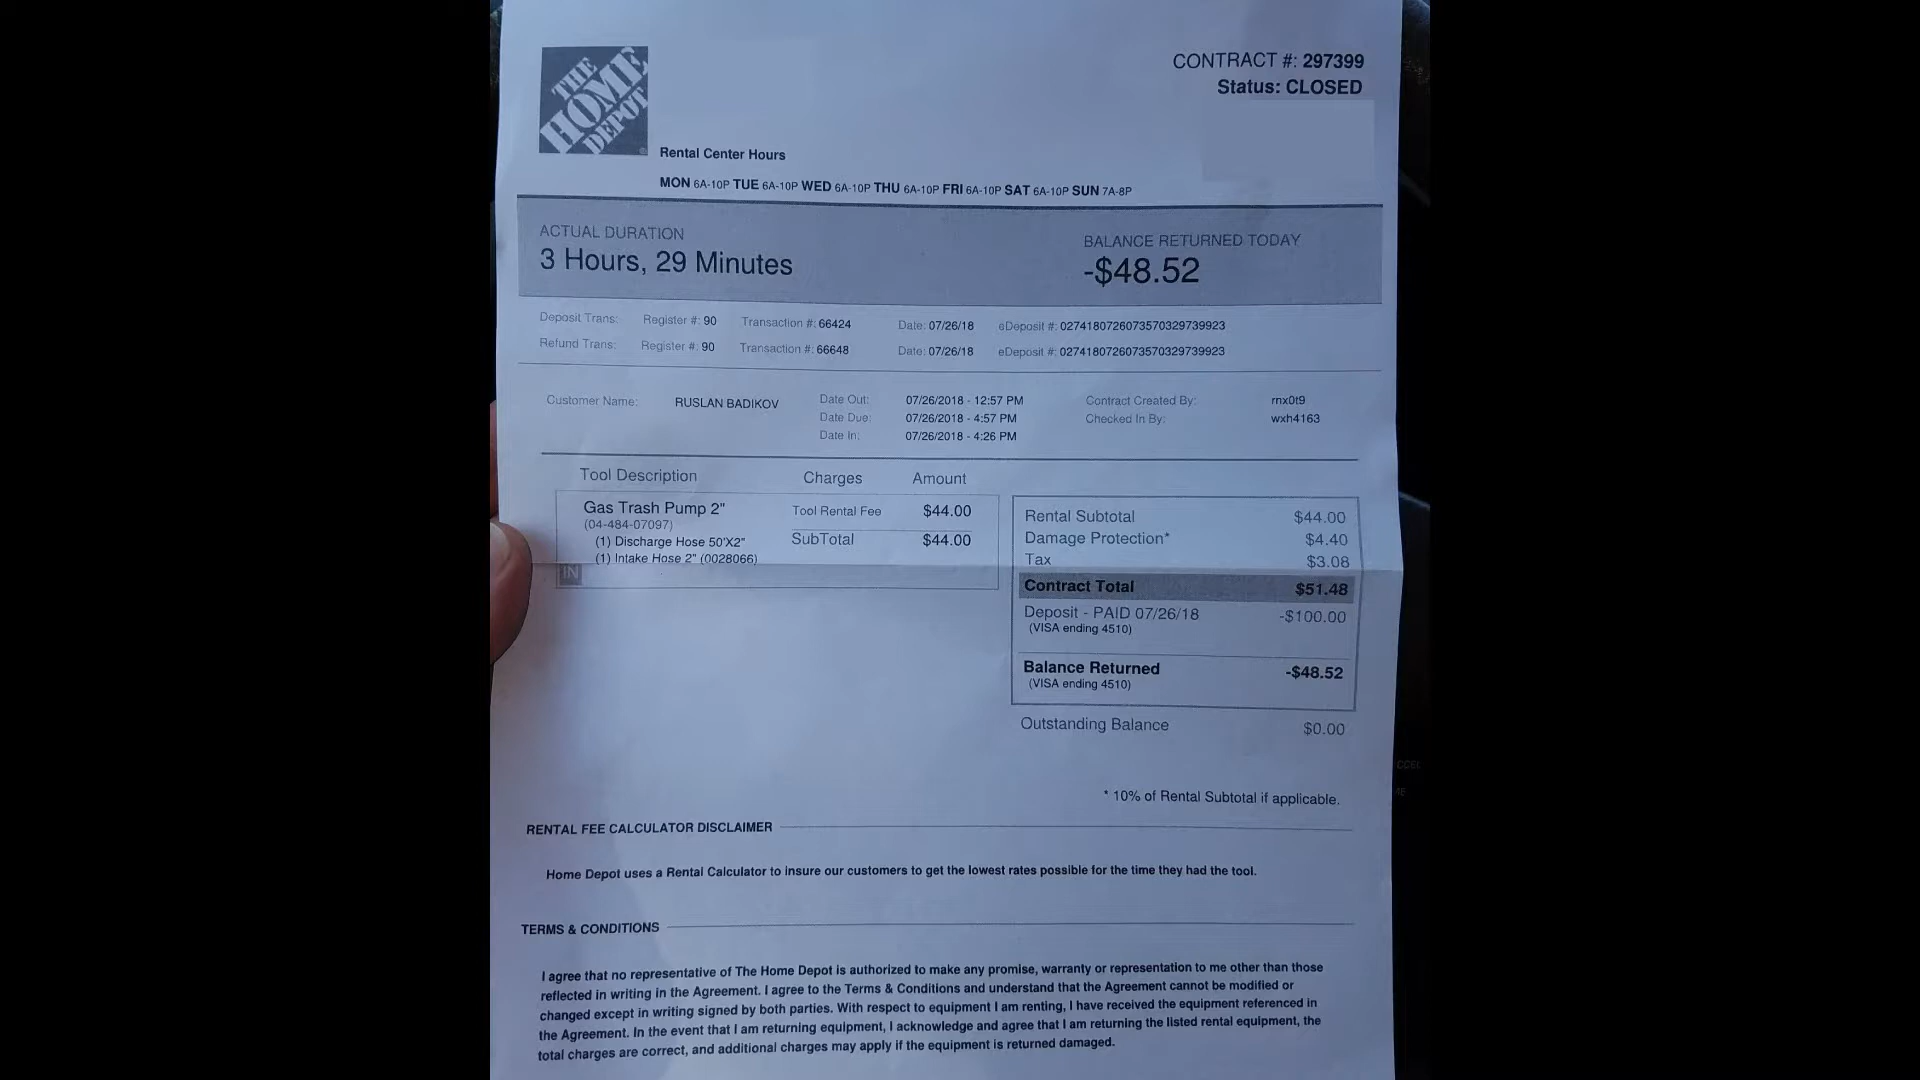 THE
HOME
DEPOT
CONTRACT #: 297399
Status: CLOSED
Rental Center Hours
MON 6A-10P TUE 6A-10P WED 6A-10P THU 6A-10P FRI 6A-10P SAT 6A-10P SUN 7A-8P
ACTUAL DURATION
3 Hours, 29 Minutes
BALANCE RETURNED TODAY
-$48.52
Deposit Trans: Register #: 90 Transaction #: 66424 Date: 07/26/18 eDeposit #: 0274180726073570329739923
Refund Trans: Register #: 90 Transaction #: 66648 Date: 07/26/18 eDeposit #: 0274180726073570329739923
Customer Name: RUSLAN BADIKOV
Date Out: 07/26/2018 - 12:57 PM
Date Due: 07/26/2018 - 4:57 PM
Date In: 07/26/2018 - 4:26 PM
Contract Created By: rnx0t9
Checked In By: wxh4163
Tool Description Charges Amount
Gas Trash Pump 2" Tool Rental Fee $44.00
(04-484-07097)
(1) Discharge Hose 50'X2" SubTotal $44.00
(1) Intake Hose 2" (0028066)
IN
Rental Subtotal $44.00
Damage Protection* $4.40
Tax $3.08
Contract Total $51.48
Deposit - PAID 07/26/18 -$100.00
(VISA ending 4510)
Balance Returned -$48.52
(VISA ending 4510)
Outstanding Balance $0.00
* 10% of Rental Subtotal if applicable.
RENTAL FEE CALCULATOR DISCLAIMER
Home Depot uses a Rental Calculator to insure our customers to get the lowest rates possible for the time they had the tool.
TERMS & CONDITIONS
I agree that no representative of The Home Depot is authorized to make any promise, warranty or representation to me other than those
reflected in writing in the Agreement. I agree to the Terms & Conditions and understand that the Agreement cannot be modified or
changed except in writing signed by both parties. With respect to equipment I am renting, I have received the equipment referenced in
the Agreement. In the event that I am returning equipment, I acknowledge and agree that I am returning the listed rental equipment, the
total charges are correct, and additional charges may apply if the equipment is returned damaged.